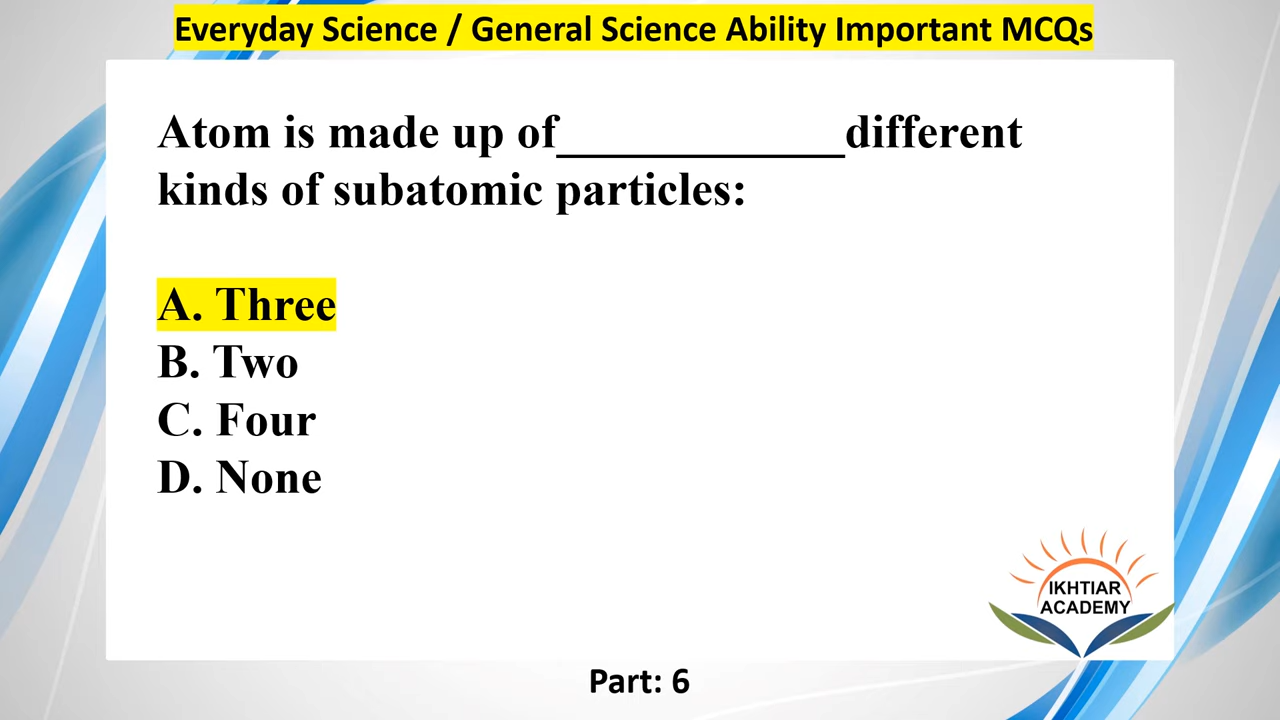 Everyday Science / General Science Ability Important MCQs
Atom is made up of____________different
kinds of subatomic particles:
A. Three
B. Two
C. Four
D. None
IKHTIAR
ACADEMY
Part: 6